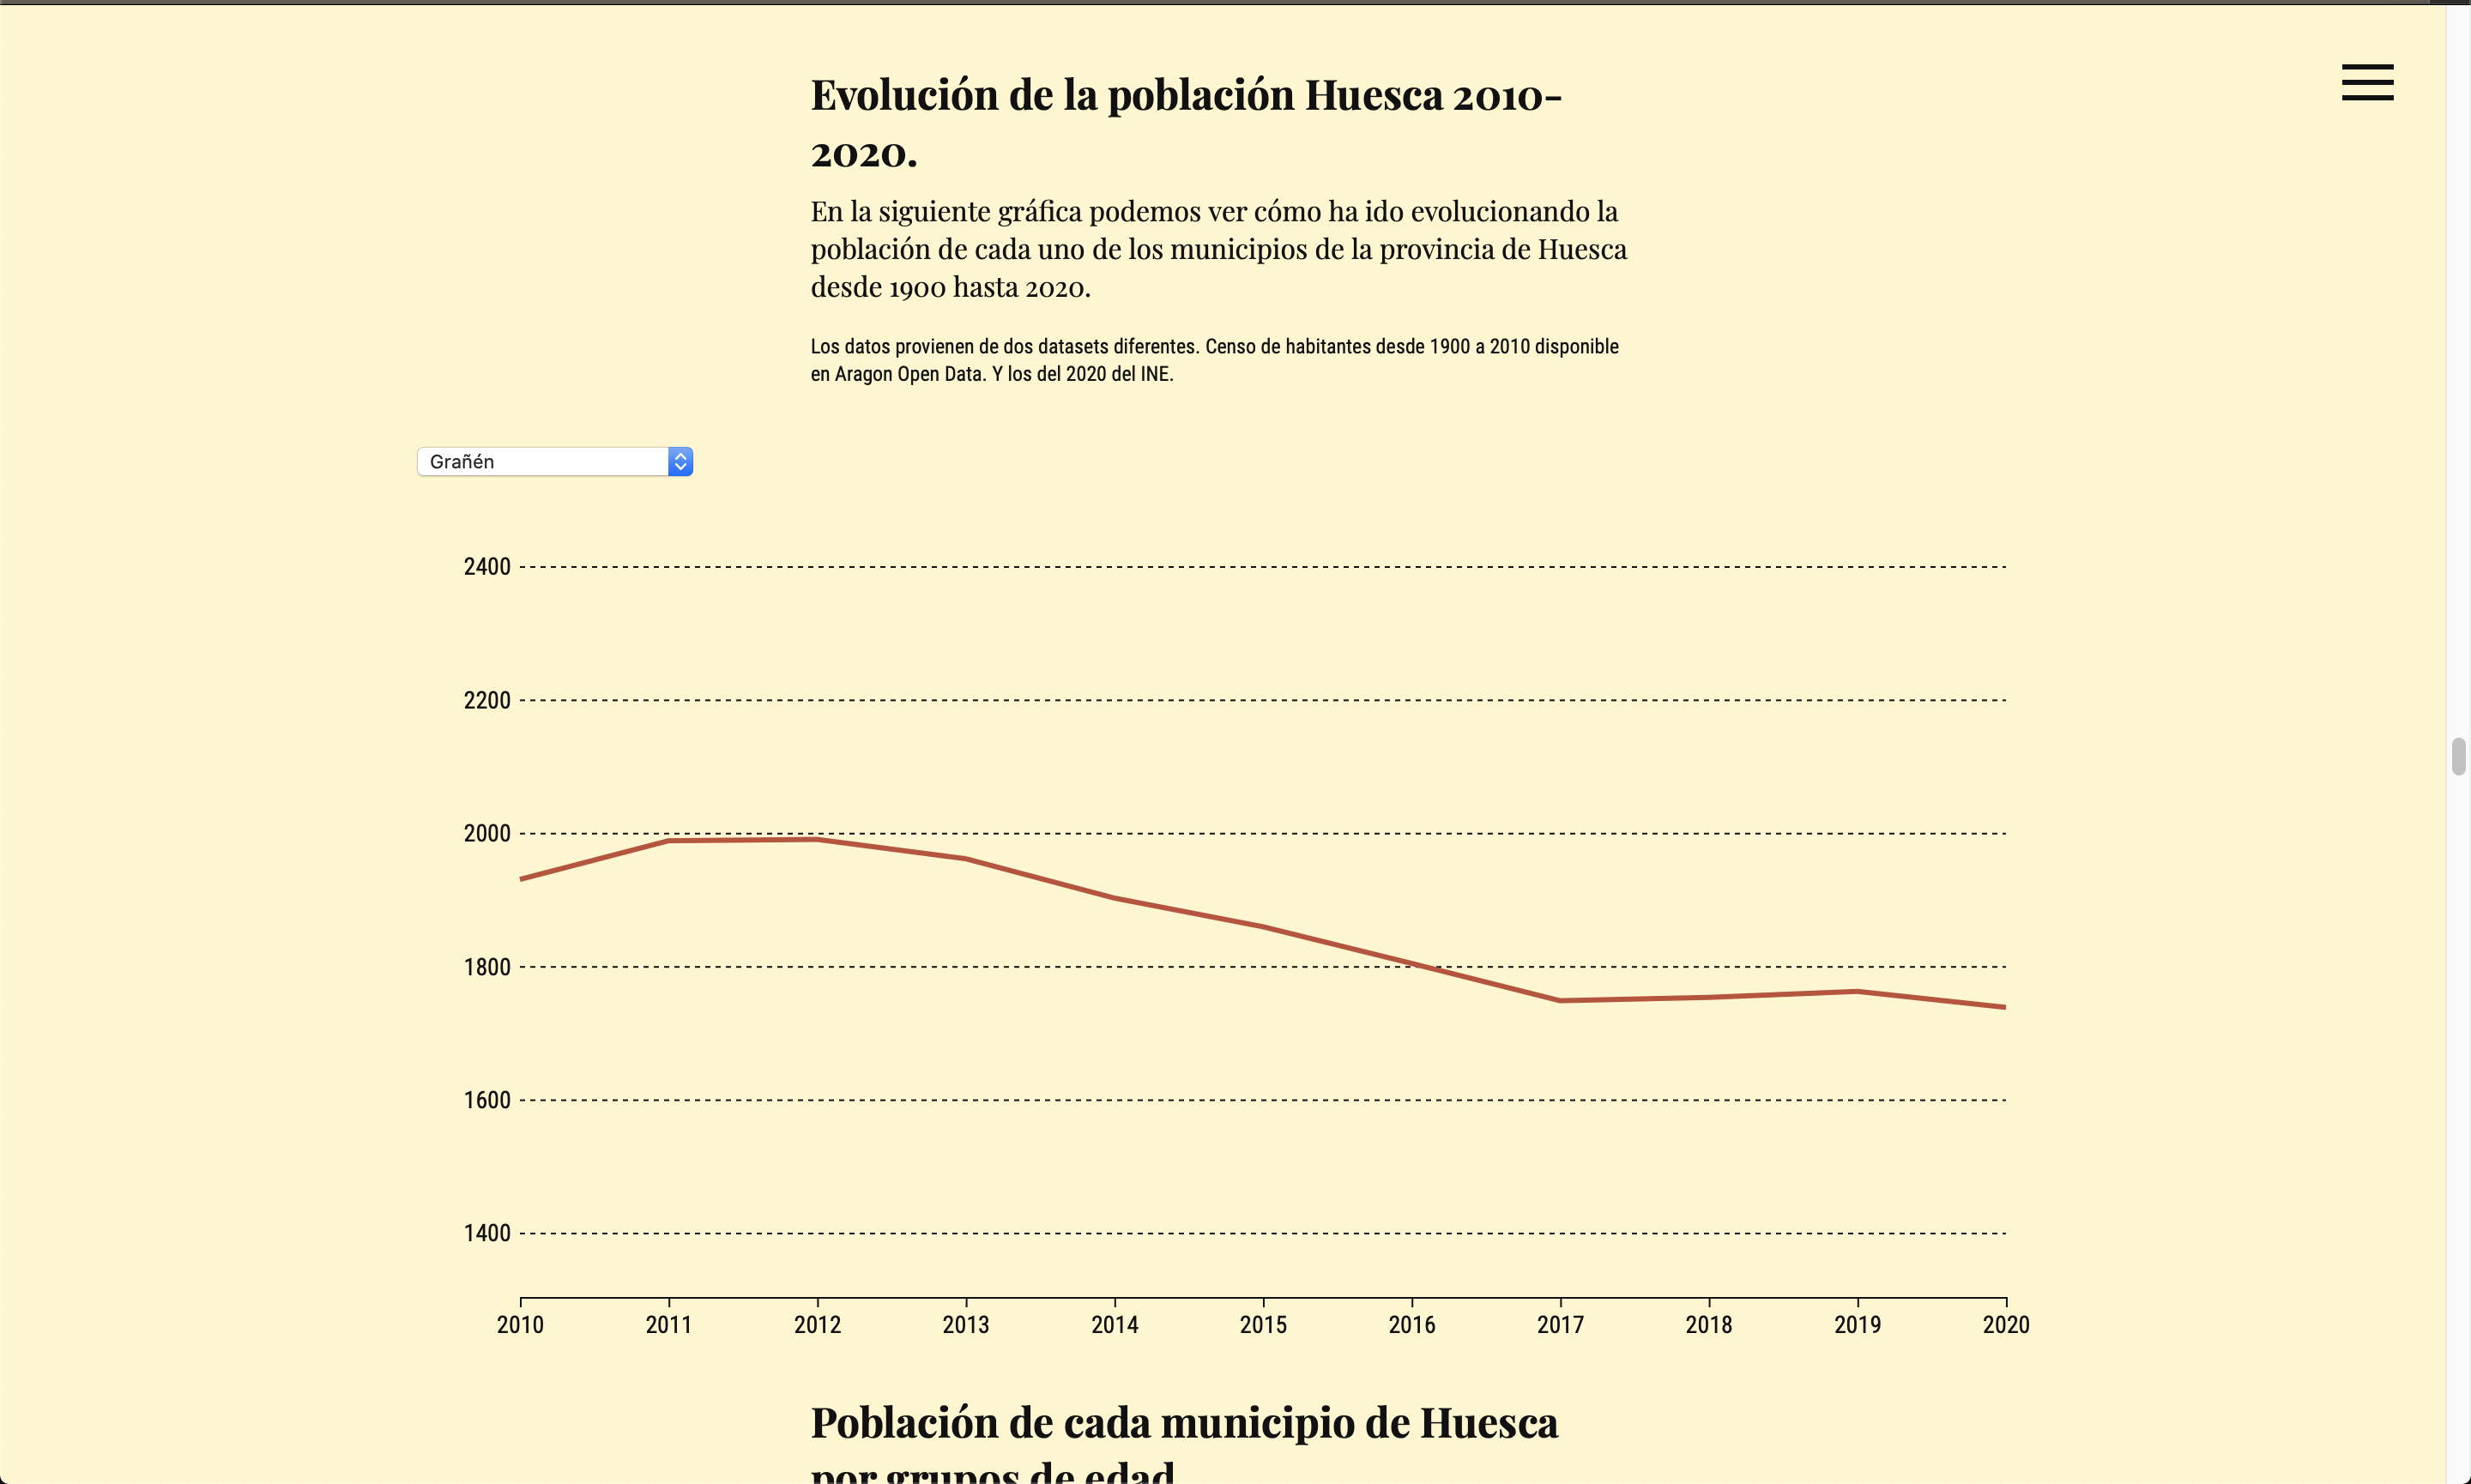 Evolución de la población Huesca 2010-
2020.
En la siguiente gráfica podemos ver cómo ha ido evolucionando la
población de cada uno de los municipios de la provincia de Huesca
desde 1900 hasta 2020.
Los datos provienen de dos datasets diferentes. Censo de habitantes desde 1900 a 2010 disponible
en Aragon Open Data. Y los del 2020 del INE.
Grañén
2400
2200
2000
1800
1600
1400
2010 2011 2012 2013 2014 2015 2016 2017 2018 2019 2020
Población de cada municipio de Huesca
por grupos de edad